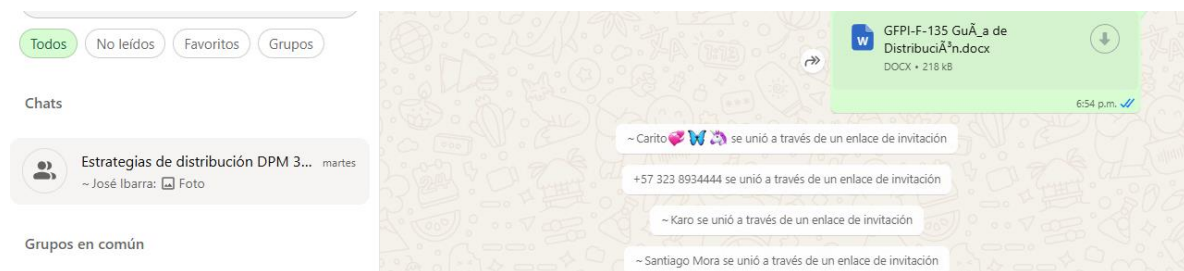 Todos
No leídos
Favoritos
Grupos
Chats
Estrategias de distribución DPM 3... martes
~ José Ibarra: Foto
Grupos en común
W
GFPI-F-135 GuÃ_a de
DistribuciÃ³n.docx
DOCX • 218 kB
6:54 p.m.
~ Carito💞🦋🦄 se unió a través de un enlace de invitación
+57 323 8934444 se unió a través de un enlace de invitación
~ Karo se unió a través de un enlace de invitación
~ Santiago Mora se unió a través de un enlace de invitación